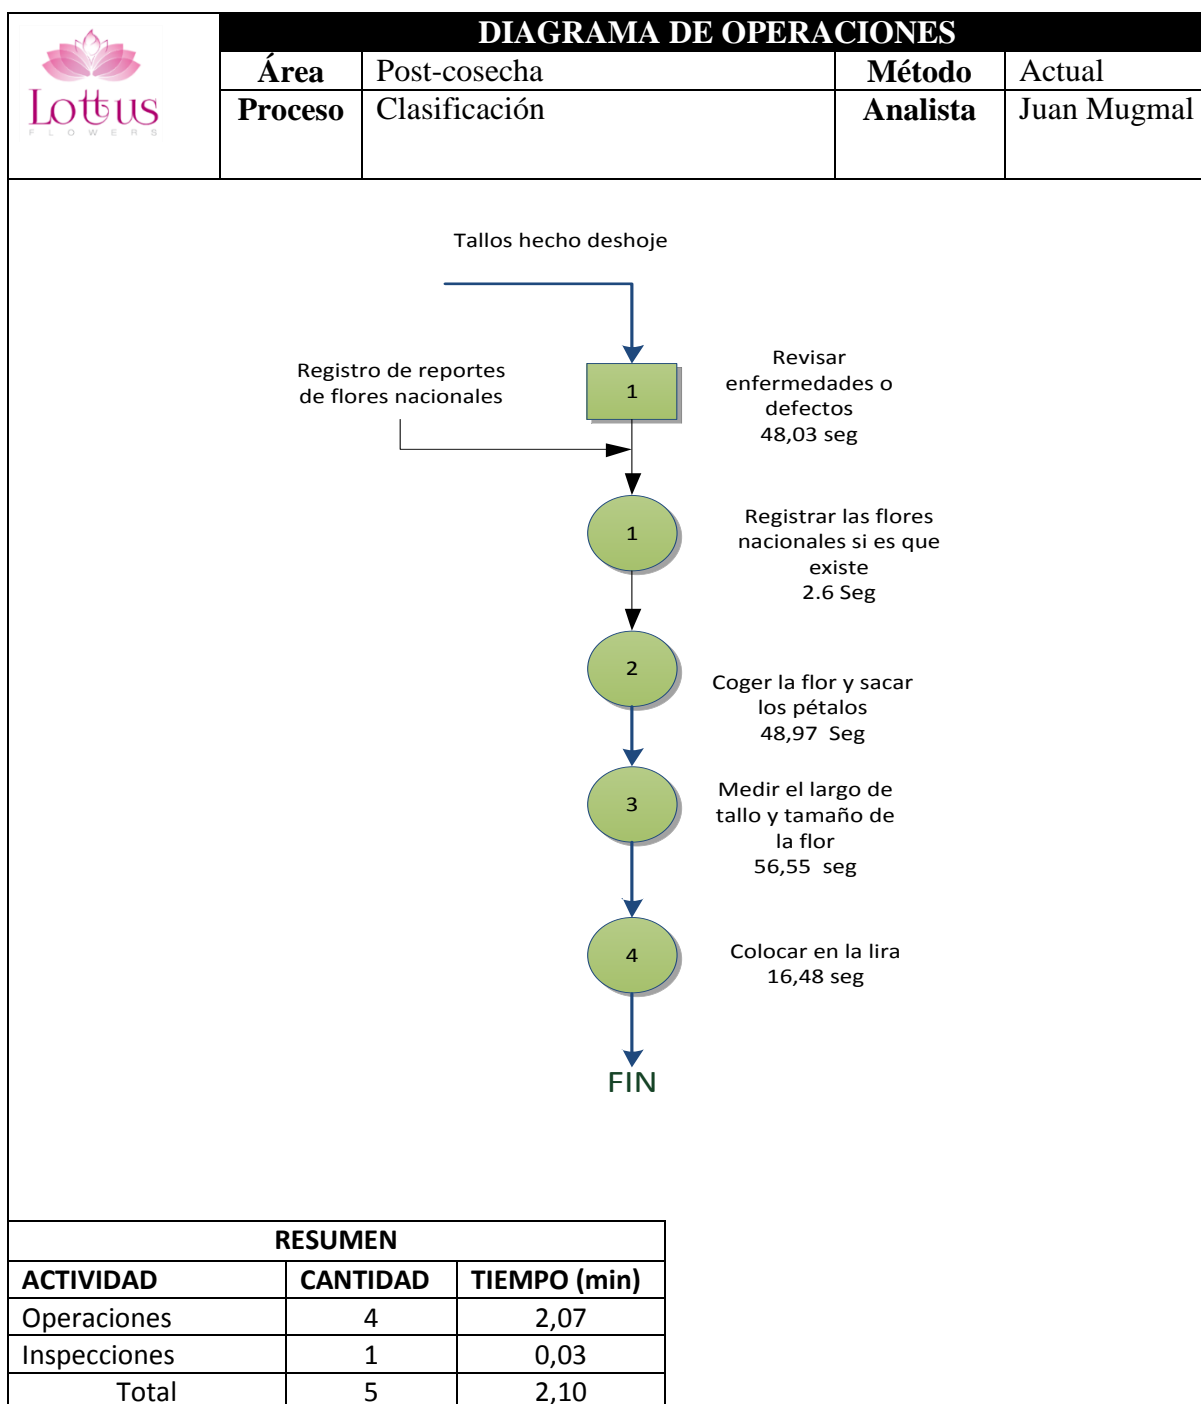 Lottus
FLOWERS
DIAGRAMA DE OPERACIONES
Área Post-cosecha Método Actual
Proceso Clasificación Analista Juan Mugmal
Tallos hecho deshoje
Registro de reportes
de flores nacionales
1
Revisar
enfermedades o
defectos
48,03 seg
1
Registrar las flores
nacionales si es que
existe
2.6 Seg
2
Coger la flor y sacar
los pétalos
48,97 Seg
3
Medir el largo de
tallo y tamaño de
la flor
56,55 seg
4
Colocar en la lira
16,48 seg
FIN
RESUMEN
ACTIVIDAD CANTIDAD TIEMPO (min)
Operaciones 4 2,07
Inspecciones 1 0,03
Total 5 2,10